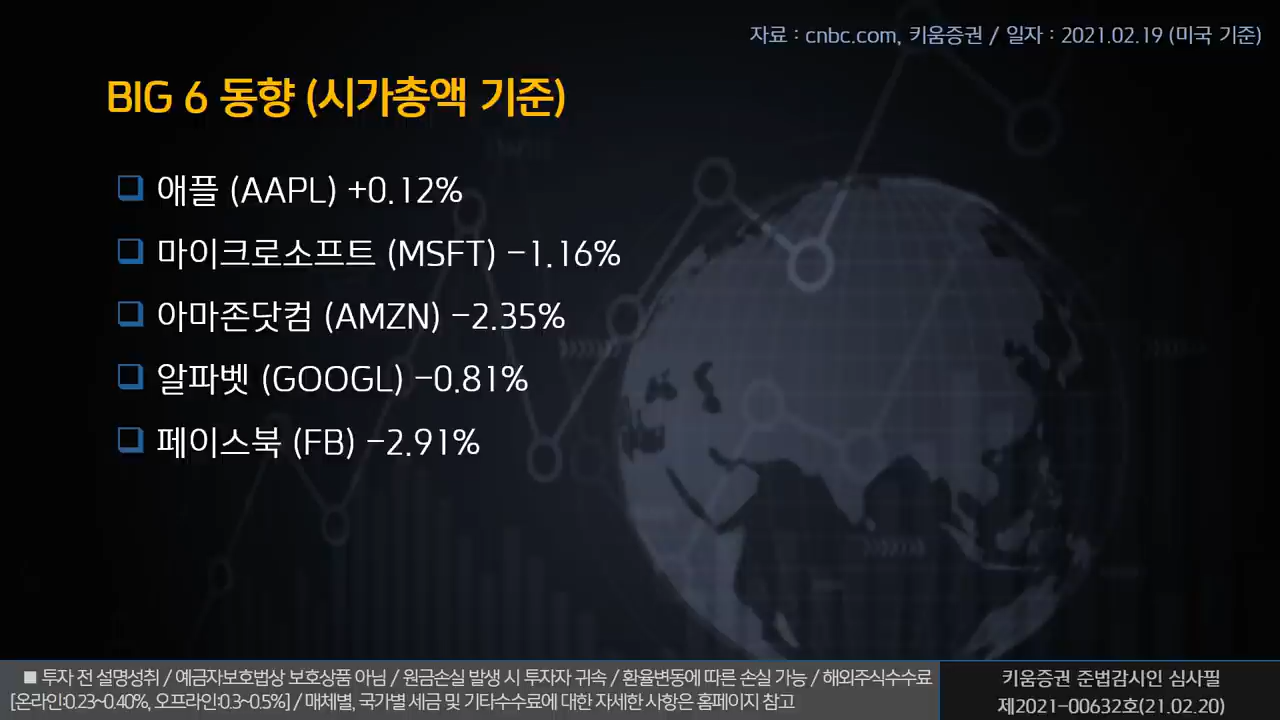 자료 : cnbc.com, 키움증권 / 일자 : 2021.02.19 (미국 기준)
BIG 6 동향 (시가총액 기준)
❑ 애플 (AAPL) +0.12%
❑ 마이크로소프트 (MSFT) -1.16%
❑ 아마존닷컴 (AMZN) -2.35%
❑ 알파벳 (GOOGL) -0.81%
❑ 페이스북 (FB) -2.91%
■ 투자 전 설명성취 / 예금자보호법상 보호상품 아님 / 원금손실 발생 시 투자자 귀속 / 환율변동에 따른 손실 가능 / 해외주식수수료
[온라인:0.23~0.40%, 오프라인:0.3~0.5%] / 매체별, 국가별 세금 및 기타수수료에 대한 자세한 사항은 홈페이지 참고
키움증권 준법감시인 심사필
제2021-00632호(21.02.20)